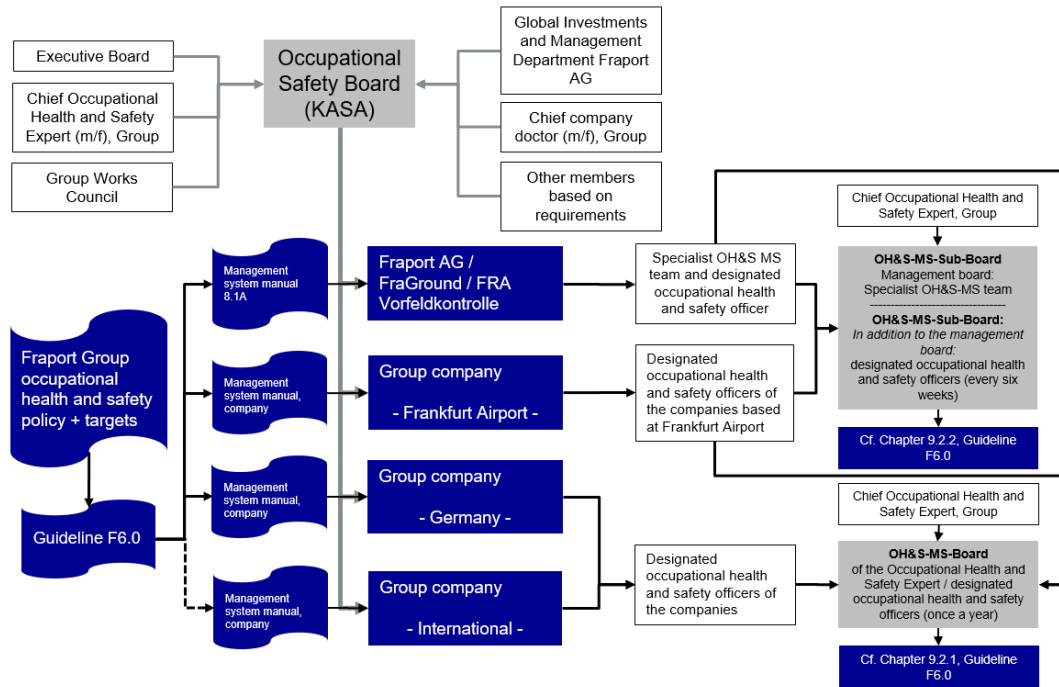 Executive Board
Chief Occupational
Health and Safety
Expert (m/f), Group
Group Works
Council
Occupational
Safety Board
(KASA)
Global Investments
and Management
Department Fraport
AG
Chief company
doctor (m/f), Group
Other members
based on
requirements
Fraport Group
occupational
health and safety
policy + targets
Guideline F6.0
Management
system manual
8.1A
Fraport AG /
FraGround / FRA
Vorfeldkontrolle
Specialist OH&S MS
team and designated
occupational health
and safety officer
Management
system manual,
company
Group company
- Frankfurt Airport -
Designated
occupational health
and safety officers of
the companies based
at Frankfurt Airport
Management
system manual,
company
Group company
- Germany -
Management
system manual,
company
Group company
- International -
Designated
occupational health
and safety officers of
the companies
Chief Occupational Health and
Safety Expert, Group
OH&S-MS-Sub-Board
Management board:
Specialist OH&S-MS team
---------------------------------
OH&S-MS-Sub-Board:
In addition to the management
board:
designated occupational health
and safety officers (every six
weeks)
Cf. Chapter 9.2.2, Guideline
F6.0
Chief Occupational Health and
Safety Expert, Group
OH&S-MS-Board
of the Occupational Health and
Safety Expert / designated
occupational health and safety
officers (once a year)
Cf. Chapter 9.2.1, Guideline
F6.0